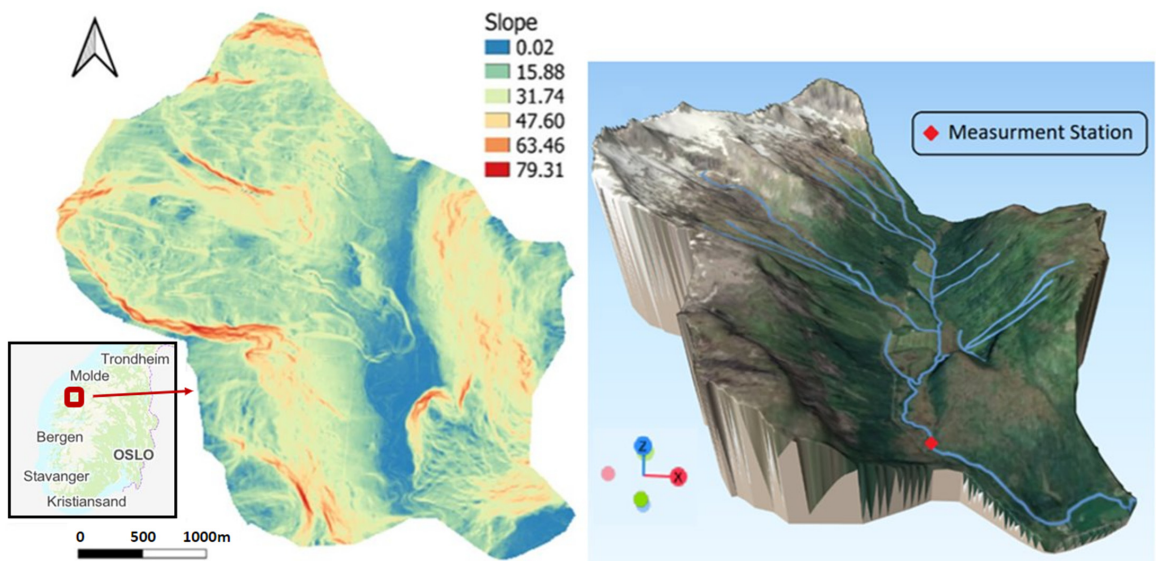 Slope
0.02
15.88
31.74
47.60
63.46
79.31
Trondheim
Molde
Bergen
OSLO
Stavanger
Kristiansand
0 500 1000m
Measurment Station
Z
X